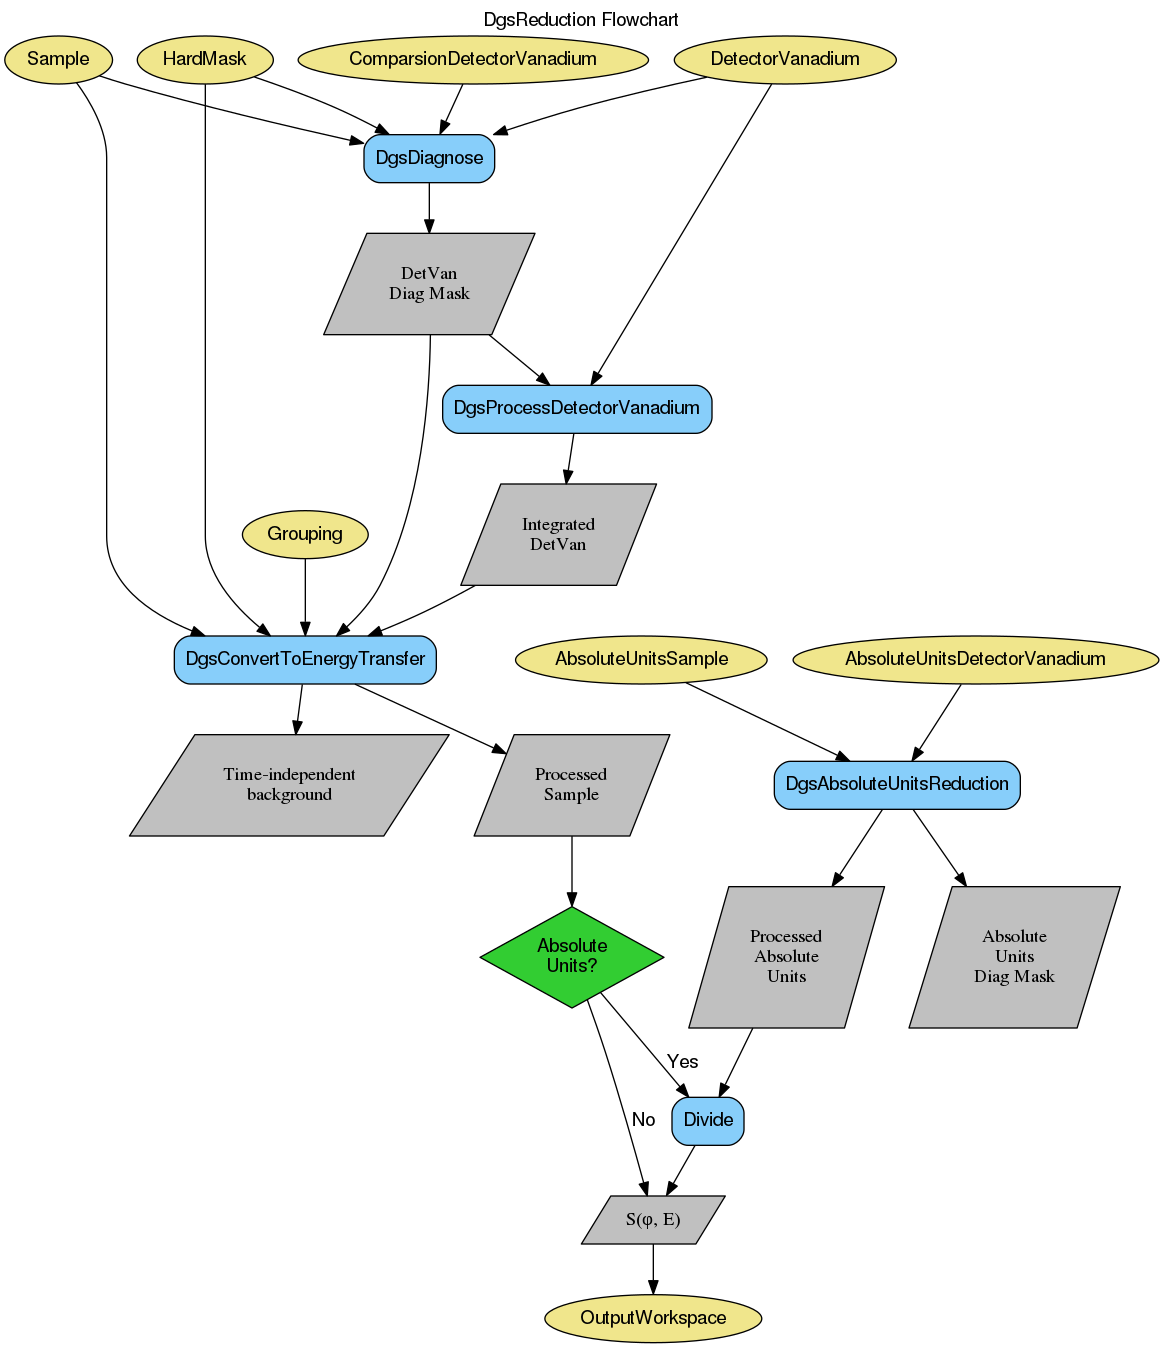 DgsReduction Flowchart
Sample
HardMask
ComparsionDetectorVanadium
DetectorVanadium
DgsDiagnose
DetVan
Diag Mask
DgsProcessDetectorVanadium
Integrated
DetVan
Grouping
DgsConvertToEnergyTransfer
AbsoluteUnitsSample
AbsoluteUnitsDetectorVanadium
Time-independent
background
Processed
Sample
DgsAbsoluteUnitsReduction
Absolute
Units?
Processed
Absolute
Units
Absolute
Units
Diag Mask
Yes
No
Divide
S(φ, E)
OutputWorkspace